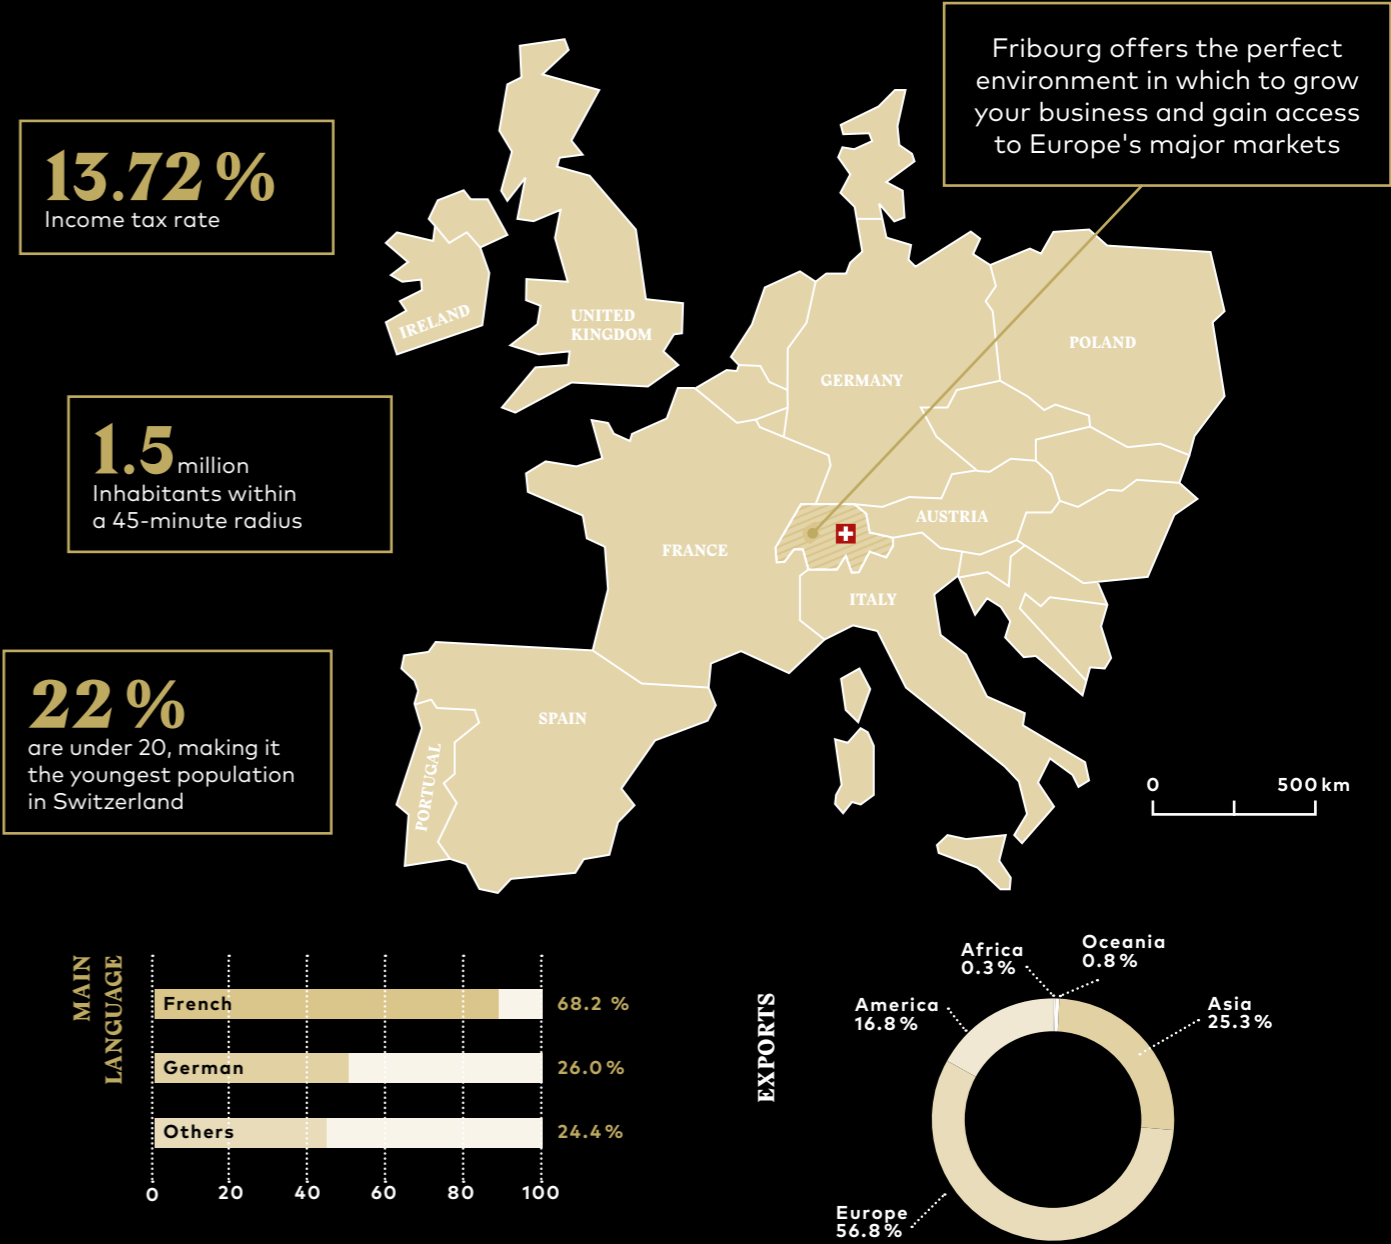 Fribourg offers the perfect
environment in which to grow
your business and gain access
to Europe's major markets
13.72 %
Income tax rate
1.5 million
Inhabitants within
a 45-minute radius
22 %
are under 20, making it
the youngest population
in Switzerland
IRELAND
UNITED
KINGDOM
POLAND
GERMANY
AUSTRIA
FRANCE
ITALY
SPAIN
PORTUGAL
0 500 km
MAIN
LANGUAGE
French 68.2 %
German 26.0 %
Others 24.4 %
0 20 40 60 80 100
EXPORTS
Africa
0.3 %
Oceania
0.8 %
America
16.8 %
Asia
25.3 %
Europe
56.8 %